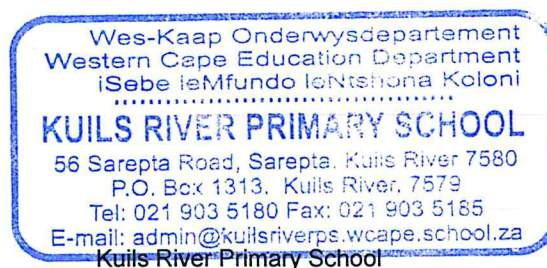 Wes-Kaap Onderwysdepartement
Western Cape Education Department
iSebe leMfundo leNtshona Koloni
KUILS RIVER PRIMARY SCHOOL
56 Sarepta Road, Sarepta. Kuils River 7580
P.O. Box 1313, Kuils River, 7579
Tel: 021 903 5180 Fax: 021 903 5185
E-mail: admin@kuilsriverps.wcape.school.za
Kuils River Primary School